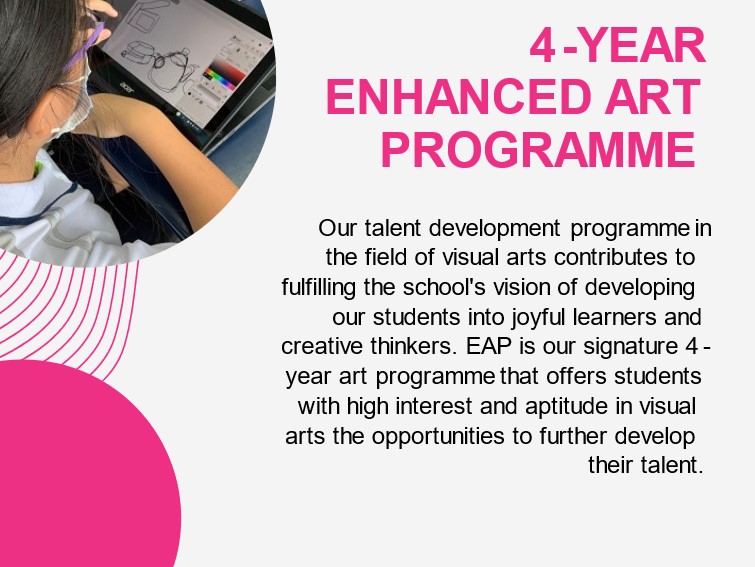 4-YEAR
ENHANCED ART
PROGRAMME
acer
Our talent development programme in
the field of visual arts contributes to
fulfilling the school's vision of developing
our students into joyful learners and
creative thinkers. EAP is our signature 4-
year art programme that offers students
with high interest and aptitude in visual
arts the opportunities to further develop
their talent.